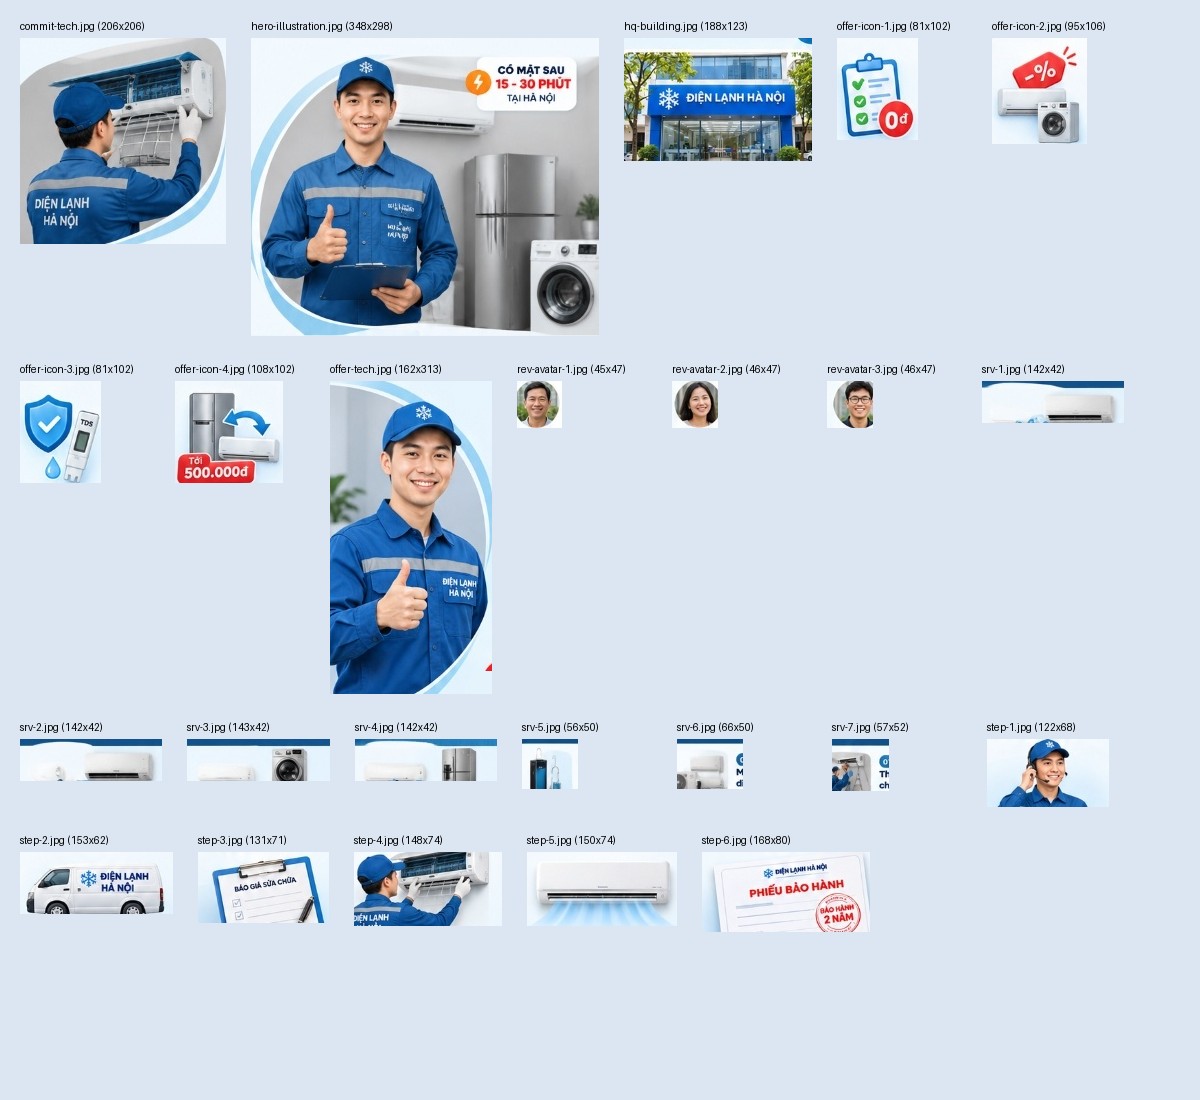 commit-tech.jpg (206x206)
hero-illustration.jpg (348x298)
hq-building.jpg (188x123)
offer-icon-1.jpg (81x102)
offer-icon-2.jpg (95x106)
ĐIỆN LẠNH
HÀ NỘI
CÓ MẶT SAU
15 - 30 PHÚT
TẠI HÀ NỘI
ĐIỆN LẠNH HÀ NỘI
0đ
-%
offer-icon-3.jpg (81x102)
offer-icon-4.jpg (108x102)
offer-tech.jpg (162x313)
rev-avatar-1.jpg (45x47)
rev-avatar-2.jpg (46x47)
rev-avatar-3.jpg (46x47)
srv-1.jpg (142x42)
TDS
Tới
500.000đ
ĐIỆN LẠNH
HÀ NỘI
srv-2.jpg (142x42)
srv-3.jpg (143x42)
srv-4.jpg (142x42)
srv-5.jpg (56x50)
srv-6.jpg (66x50)
srv-7.jpg (57x52)
step-1.jpg (122x68)
step-2.jpg (153x62)
step-3.jpg (131x71)
step-4.jpg (148x74)
step-5.jpg (150x74)
step-6.jpg (168x80)
ĐIỆN LẠNH
HÀ NỘI
BÁO GIÁ SỬA CHỮA
ĐIỆN LẠNH
ĐIỆN LẠNH HÀ NỘI
PHIẾU BẢO HÀNH
BẢO HÀNH
2 NĂM